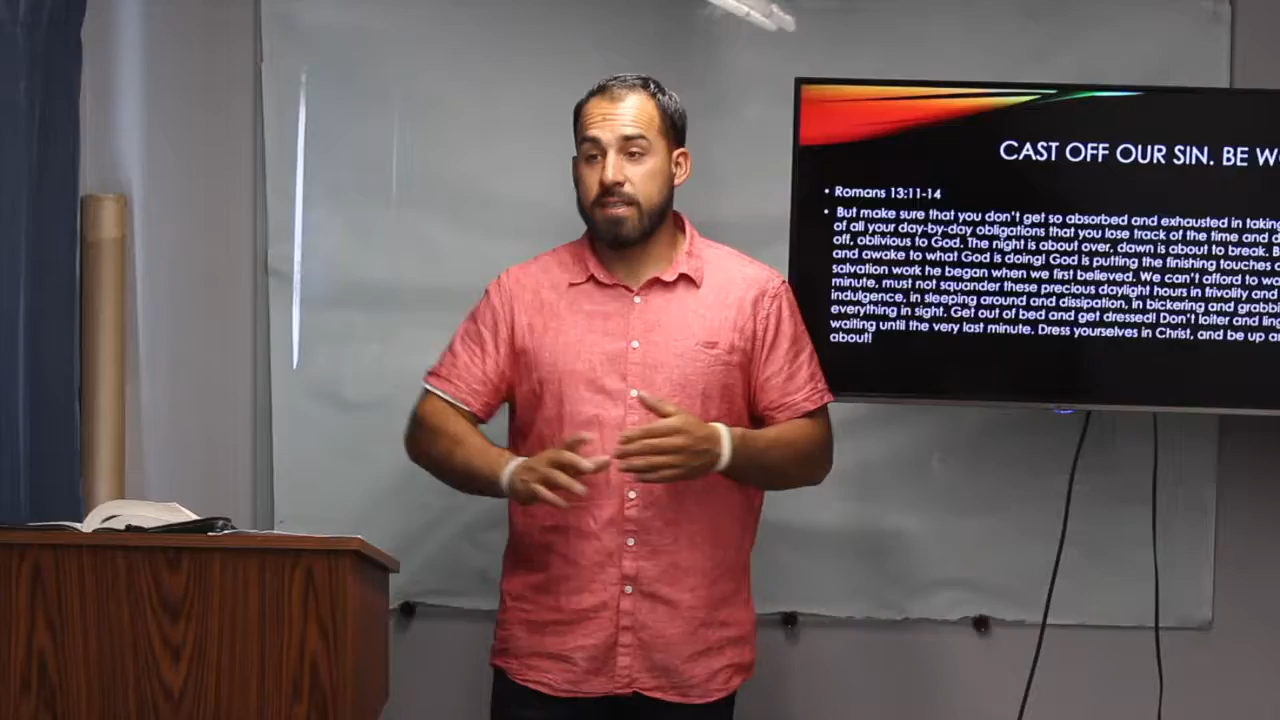 CAST OFF OUR SIN. BE
• Romans 13:11-14
• But make sure that you don't get so absorbed and exhausted in taking
of all your day-by-day obligations that you lose track of the time and
off, oblivious to God. The night is about over, dawn is about to break.
and awake to what God is doing! God is putting the finishing touches
salvation work he began when we first believed. We can't afford to
minute, must not squander these precious daylight hours in frivolity and
indulgence, in sleeping around and dissipation, in bickering and
everything in sight. Get out of bed and get dressed! Don't loiter and
waiting until the very last minute. Dress yourselves in Christ, and be up
about!